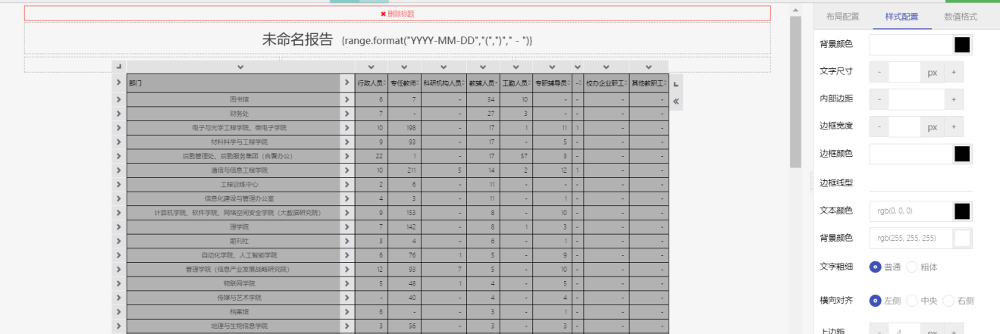 ✖ 删除标题
未命名报告 {range.format("YYYY-MM-DD","(",")"," - ")}
部门 行政人员 专任教师 科研机构人员 教辅人员 工勤人员 专职辅导员 - 校办企业职工 其他教职工
图书馆 6 7 - 34 10 - - - -
财务处 7 - - 27 3 - - - -
电子与光学工程学院、微电子学院 10 198 - 17 1 11 1 - -
材料科学与工程学院 9 93 - 17 - 5 - - -
后勤管理处、后勤服务集团（合署办公） 22 1 - 17 57 3 - - -
通信与信息工程学院 10 211 5 14 2 12 1 - -
工程训练中心 2 6 - 11 - - - - -
信息化建设与管理办公室 4 3 - 11 - 1 - - -
计算机学院、软件学院、网络空间安全学院（大数据研究院） 9 153 - 8 - 10 - - -
理学院 7 142 - 8 1 3 - - -
期刊社 3 4 - 6 - 1 - - -
自动化学院、人工智能学院 6 76 1 5 - 9 - - -
管理学院（信息产业发展战略研究院） 12 93 7 5 - 10 - - -
物联网学院 5 48 1 4 - 5 - - -
传媒与艺术学院 - 40 - 4 - 4 - - -
档案馆 6 - - 3 - 1 - - -
地理与生物信息学院 3 56 - 3 - 3 - - -
布局配置 样式配置 数值格式
背景颜色
文字尺寸 - px +
内部边距 - +
边框宽度 - px +
边框颜色
边框线型
文本颜色 rgb(0, 0, 0)
背景颜色 rgb(255, 255, 255)
文字粗细 普通 粗体
横向对齐 左侧 中央 右侧
上边距 - 4 px +